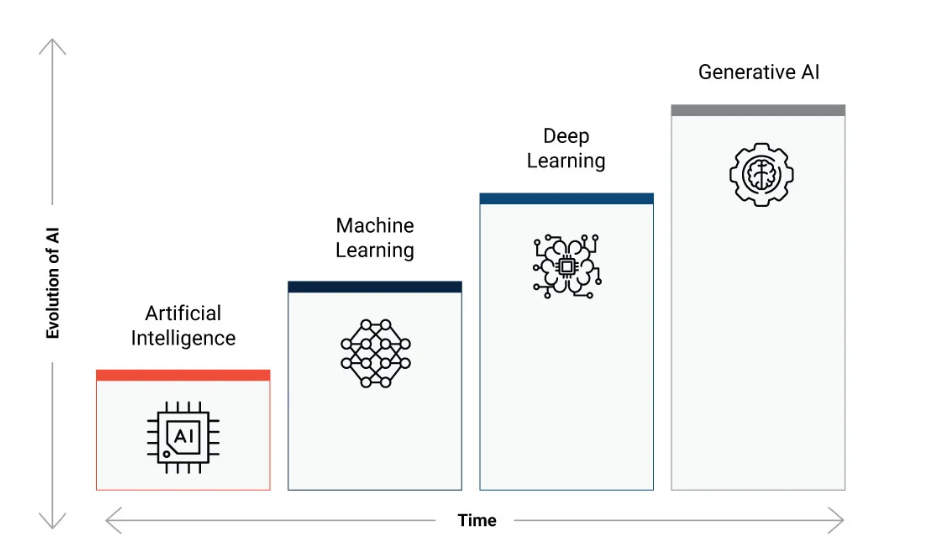 Generative AI
Deep
Learning
Machine
Learning
Artificial
Intelligence
AI
Evolution of AI
Time